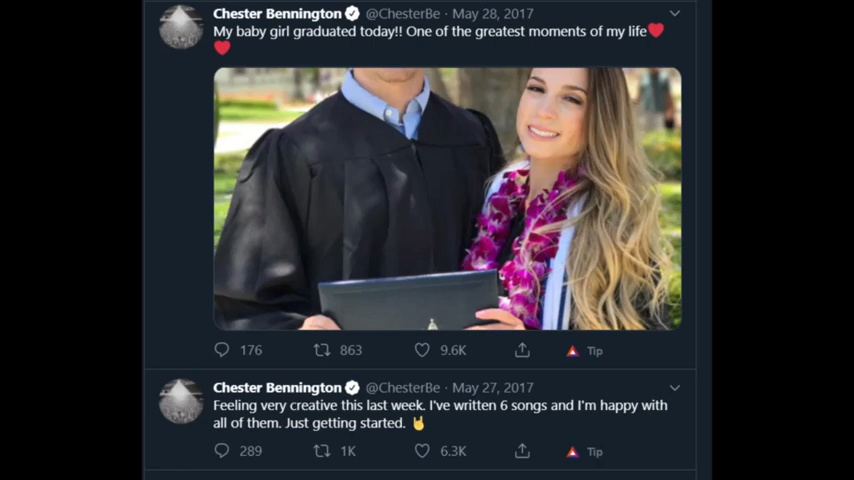 Chester Bennington @ChesterBe · May 28, 2017
My baby girl graduated today!! One of the greatest moments of my life❤️
❤️
176 863 9.6K Tip
Chester Bennington @ChesterBe · May 27, 2017
Feeling very creative this last week. I've written 6 songs and I'm happy with
all of them. Just getting started. 🤘
289 1K 6.3K Tip